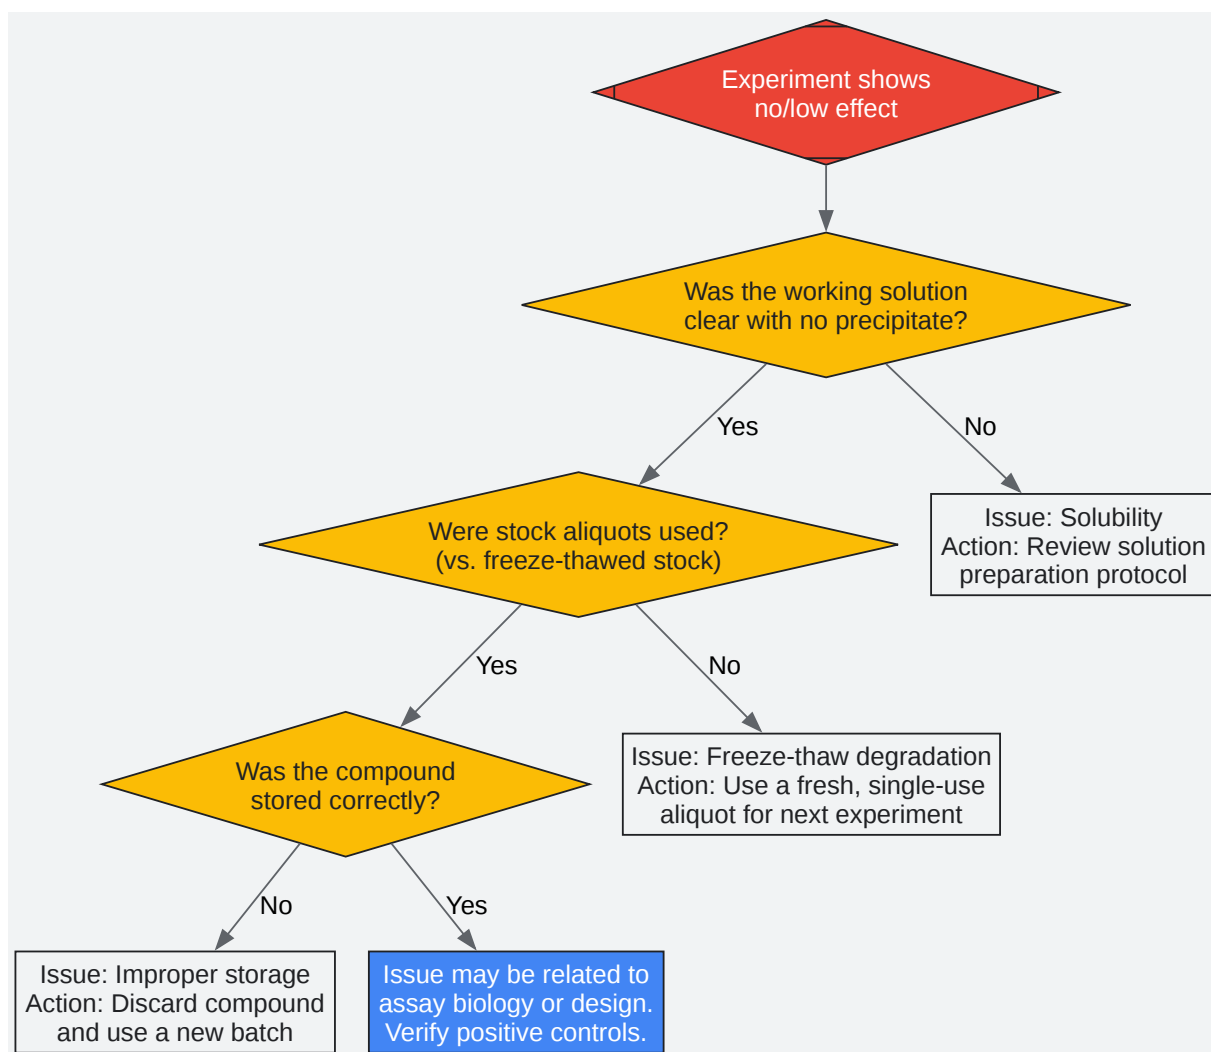 Experiment shows
no/low effect
Was the working solution
clear with no precipitate?
Yes
No
Were stock aliquots used?
(vs. freeze-thawed stock)
Issue: Solubility
Action: Review solution
preparation protocol
Yes
No
Was the compound
stored correctly?
Issue: Freeze-thaw degradation
Action: Use a fresh, single-use
aliquot for next experiment
No
Yes
Issue: Improper storage
Action: Discard compound
and use a new batch
Issue may be related to
assay biology or design.
Verify positive controls.